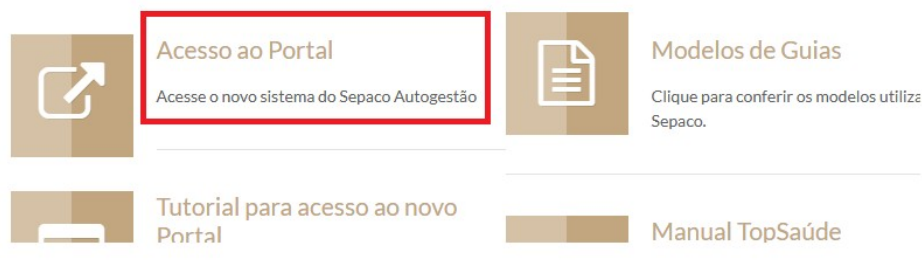 Acesso ao Portal
Acesse o novo sistema do Sepaco Autogestão
Modelos de Guias
Clique para conferir os modelos
Sepaco.
Tutorial para acesso ao novo
Portal
Manual TopSaúde